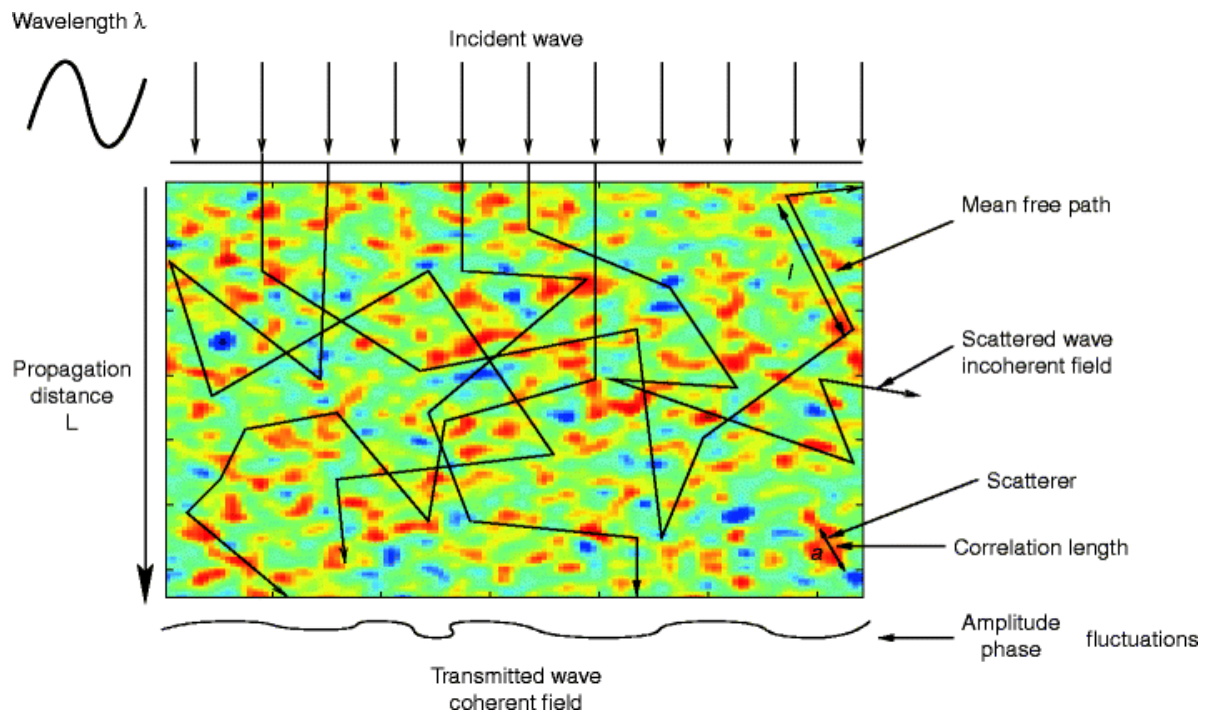 Wavelength λ
Incident wave
Mean free path
l
Scattered wave
incoherent field
Propagation
distance
L
Scatterer
a
Correlation length
Amplitude
phase
fluctuations
Transmitted wave
coherent field